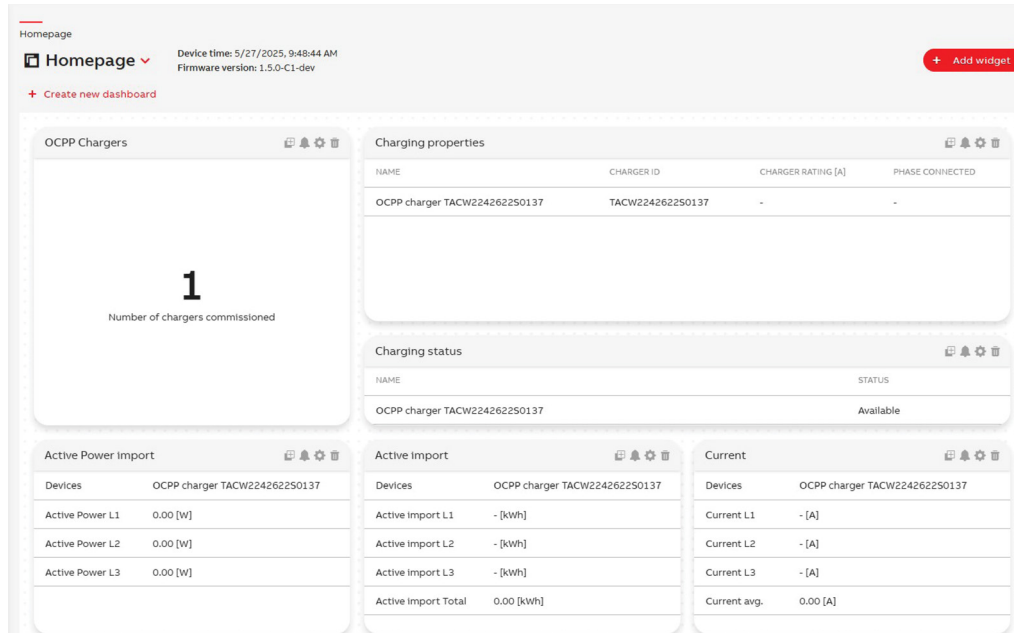 Homepage
Homepage
Device time: 5/27/2025, 9:48:44 AM
Firmware version: 1.5.0-C1-dev
+ Add widget
+ Create new dashboard
OCPP Chargers
1
Number of chargers commissioned
Charging properties
NAME CHARGER ID CHARGER RATING [A] PHASE CONNECTED
OCPP charger TACW2242622S0137 TACW2242622S0137 - -
Charging status
NAME STATUS
OCPP charger TACW2242622S0137 Available
Active Power import
Devices OCPP charger TACW2242622S0137
Active Power L1 0.00 [W]
Active Power L2 0.00 [W]
Active Power L3 0.00 [W]
Active import
Devices OCPP charger TACW2242622S0137
Active import L1 - [kWh]
Active import L2 - [kWh]
Active import L3 - [kWh]
Active import Total 0.00 [kWh]
Current
Devices OCPP charger TACW2242622S0137
Current L1 - [A]
Current L2 - [A]
Current L3 - [A]
Current avg. 0.00 [A]